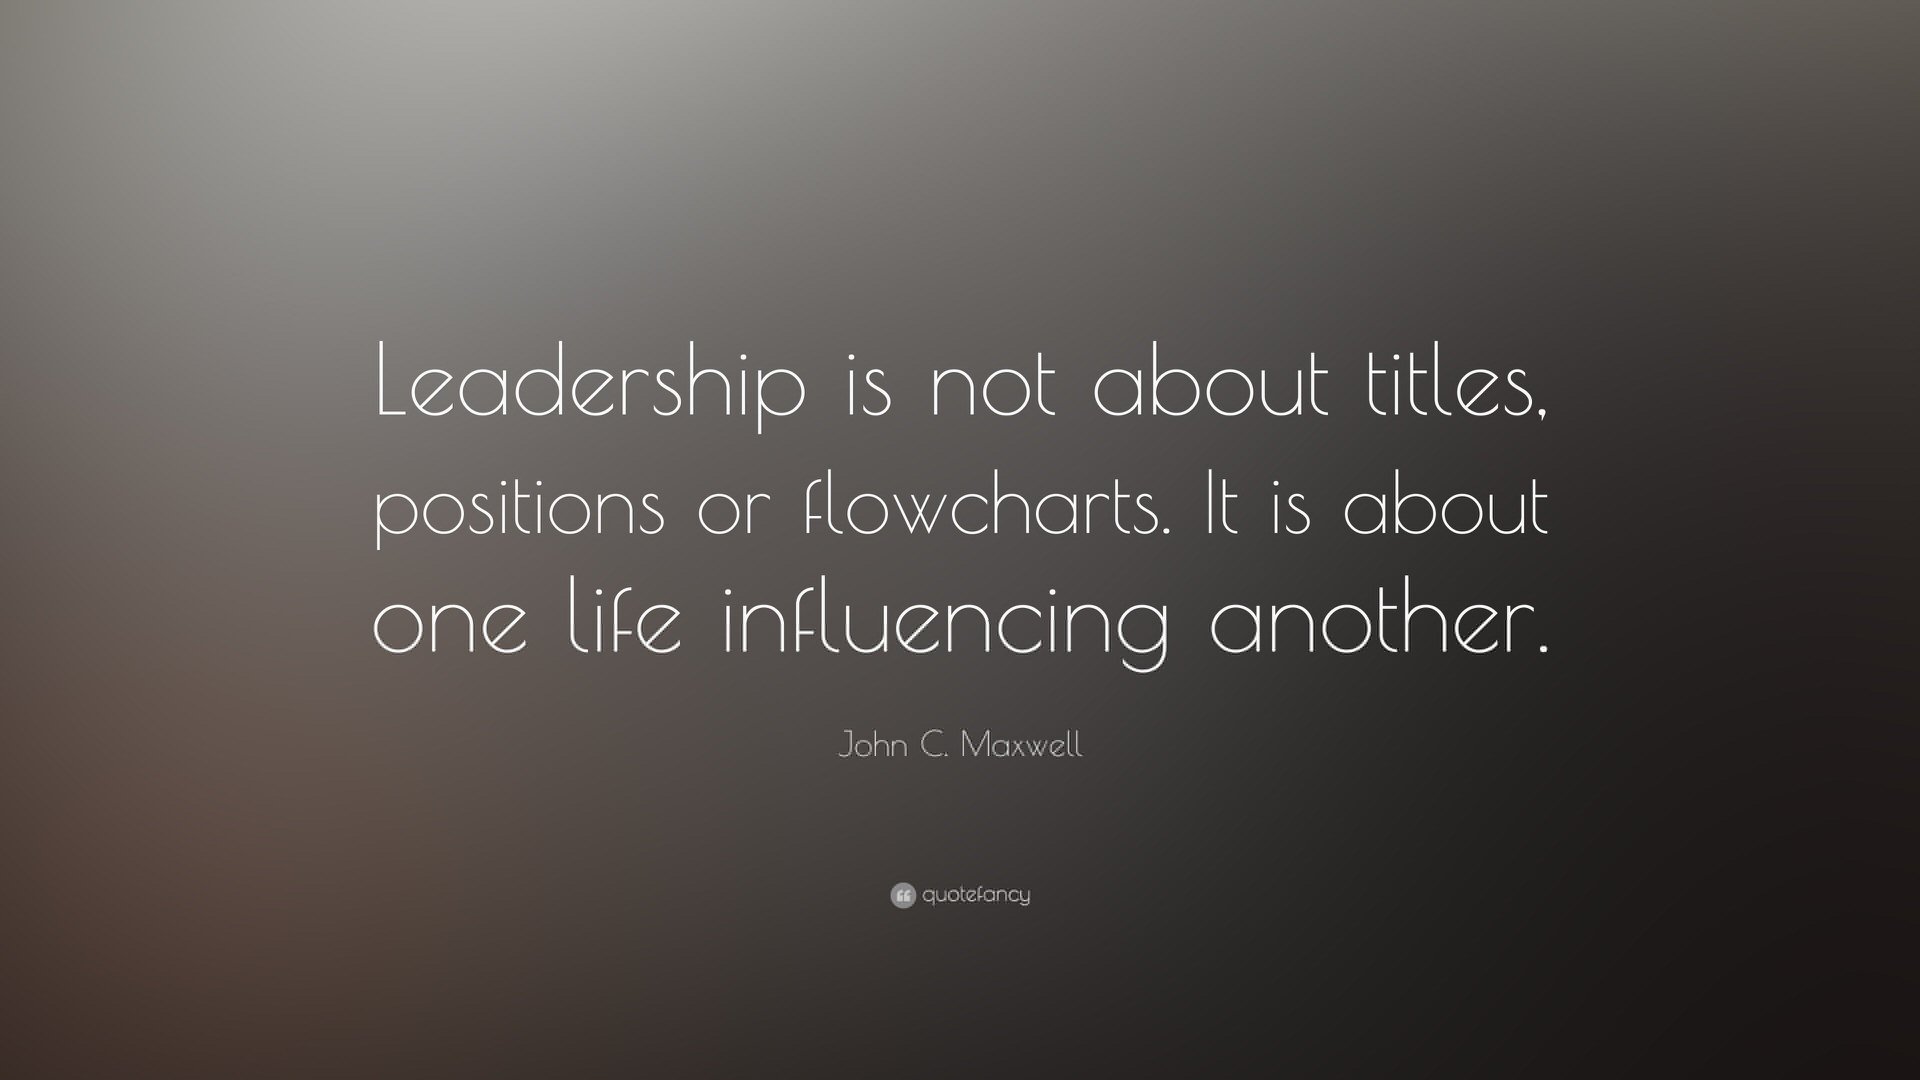 Leadership is not about titles,
positions or flowcharts. It is about
one life influencing another.
John C. Maxwell
quotefancy